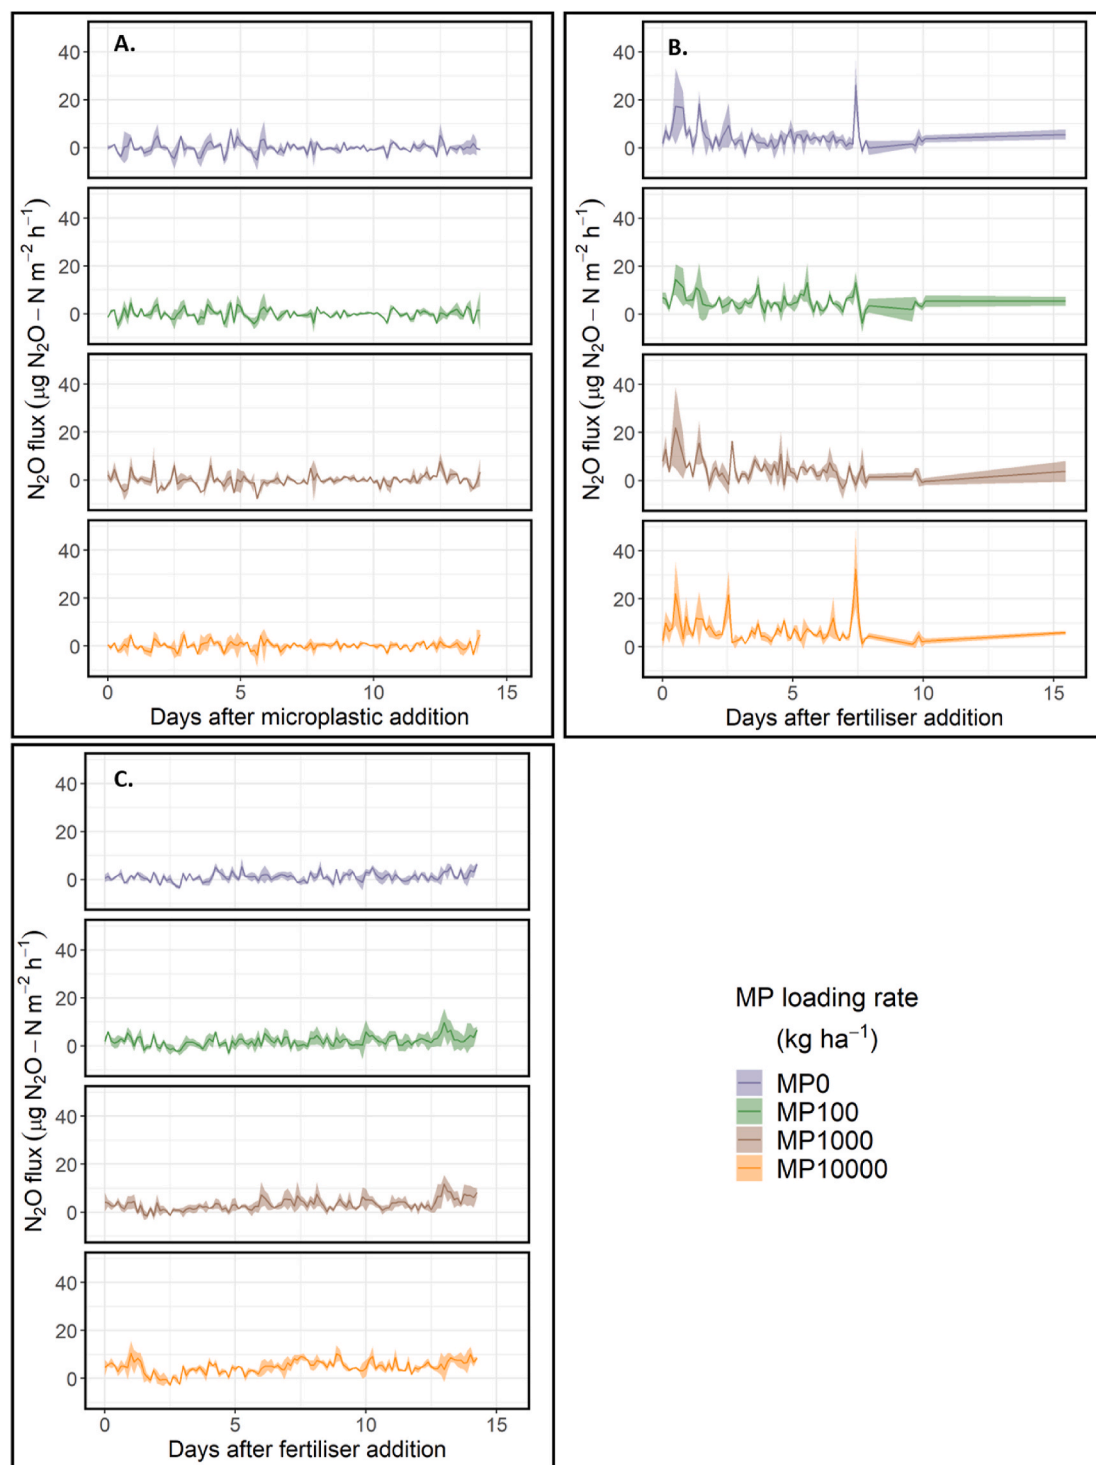 A.
40
20
0
40
20
0
40
20
0
40
20
0
N₂O flux (μg N₂O – N m⁻² h⁻¹)
0 5 10 15
Days after microplastic addition
B.
40
20
0
40
20
0
40
20
0
40
20
0
N₂O flux (μg N₂O – N m⁻² h⁻¹)
0 5 10 15
Days after fertiliser addition
C.
40
20
0
40
20
0
40
20
0
40
20
0
N₂O flux (μg N₂O – N m⁻² h⁻¹)
0 5 10 15
Days after fertiliser addition
MP loading rate
(kg ha⁻¹)
MP0
MP100
MP1000
MP10000